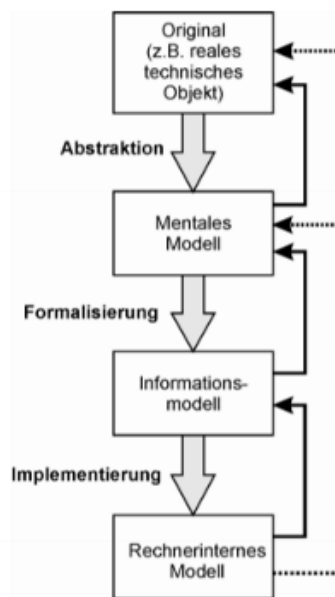 Original
(z.B. reales
technisches
Objekt)
Abstraktion
Mentales
Modell
Formalisierung
Informations-
modell
Implementierung
Rechnerinternes
Modell